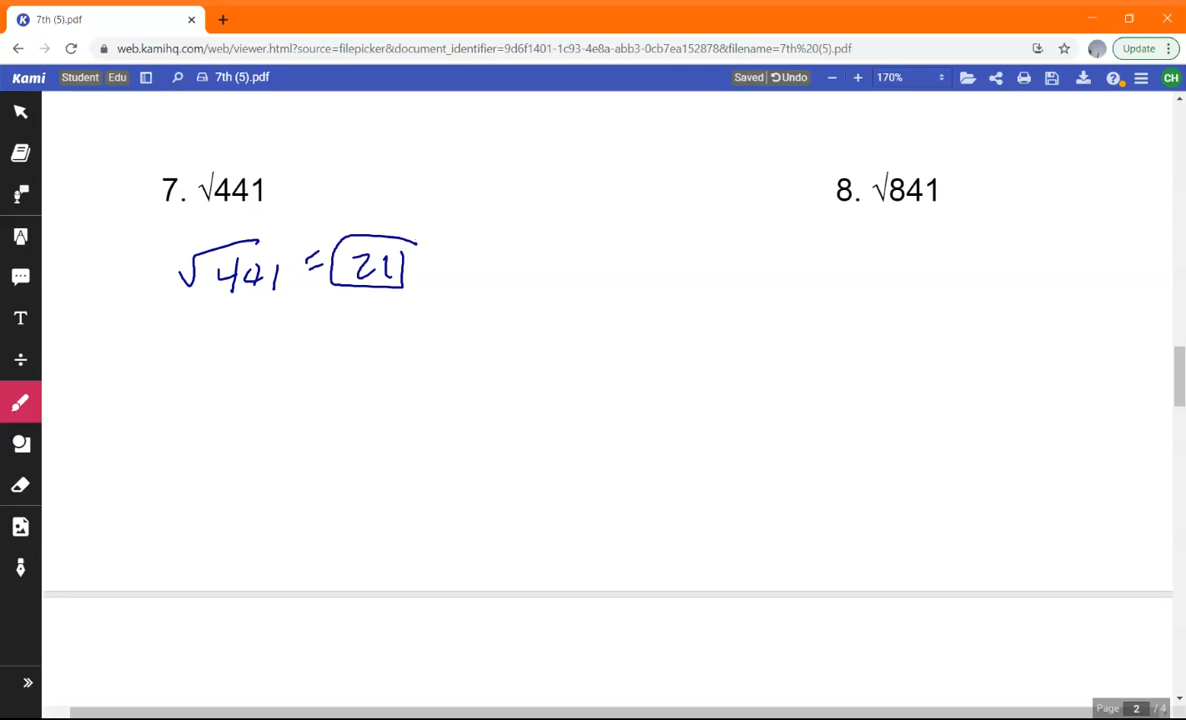 7th (5).pdf
web.kamihq.com/web/viewer.html?source=filepicker&document_identifier=9d6f1401-1c93-4e8a-abb3-0cb7ea152878&filename=7th%20(5).pdf
Update
Kami Student Edu 7th (5).pdf Saved Undo 170% CH
7. √441 8. √841
√441 = 21
Page 2 / 4